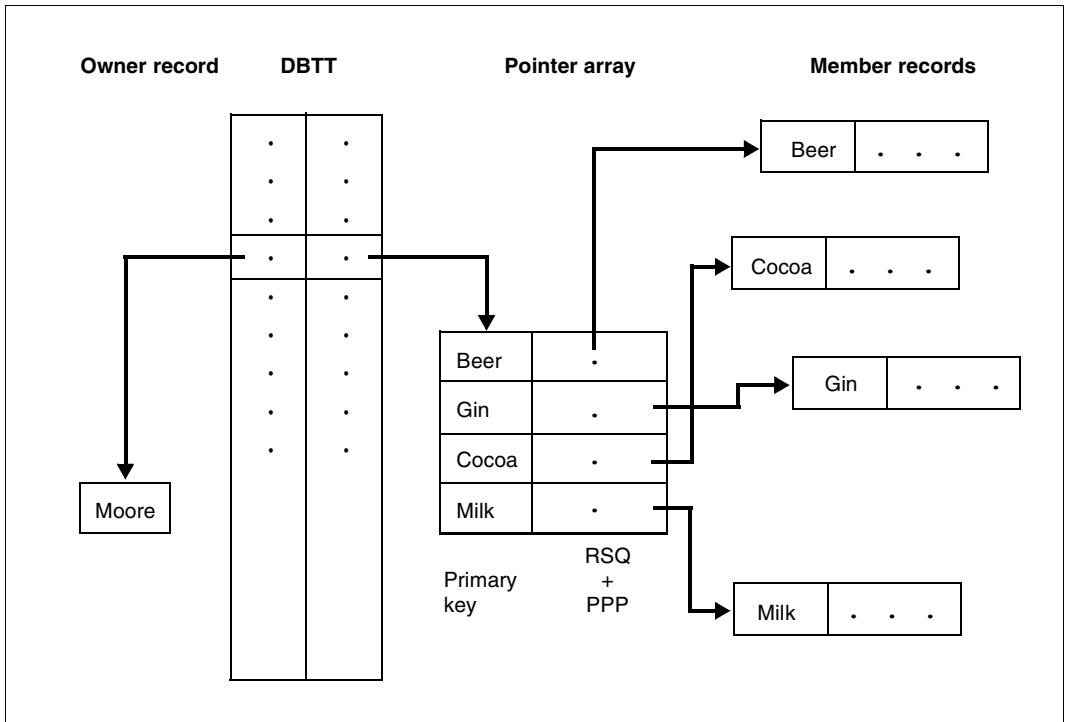 Owner record DBTT Pointer array Member records
Beer . . .
Cocoa . . .
Gin . . .
Beer .
Gin .
Cocoa .
Milk .
Moore
RSQ
+
PPP
Primary
key
Milk . . .